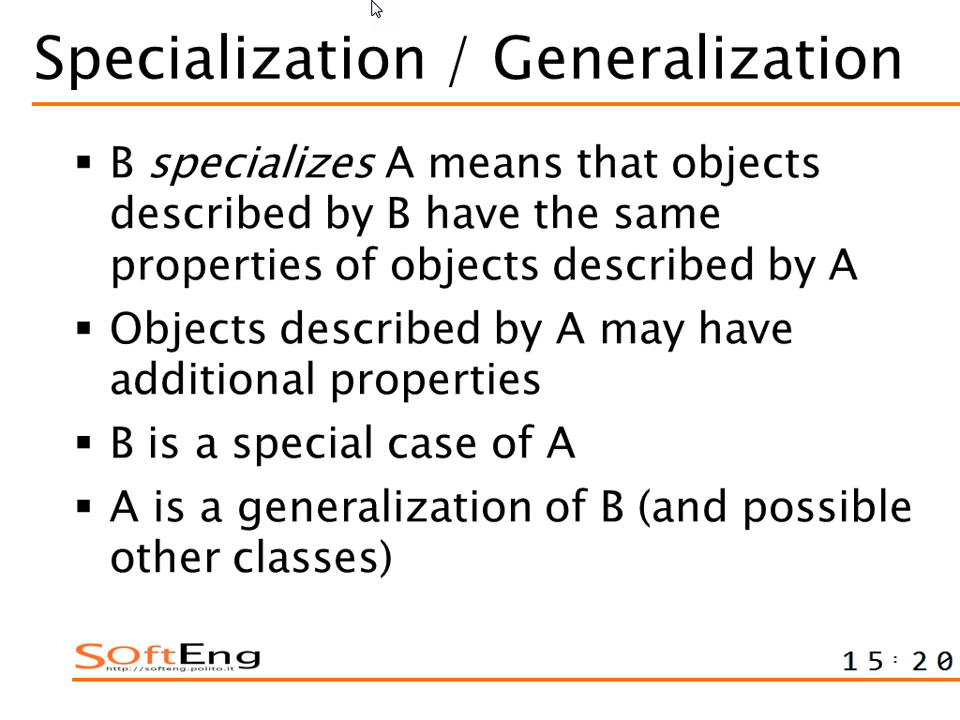 Specialization / Generalization
▪ B specializes A means that objects
described by B have the same
properties of objects described by A
▪ Objects described by A may have
additional properties
▪ B is a special case of A
▪ A is a generalization of B (and possible
other classes)
SOftEng
http://softeng.polito.it
15:20